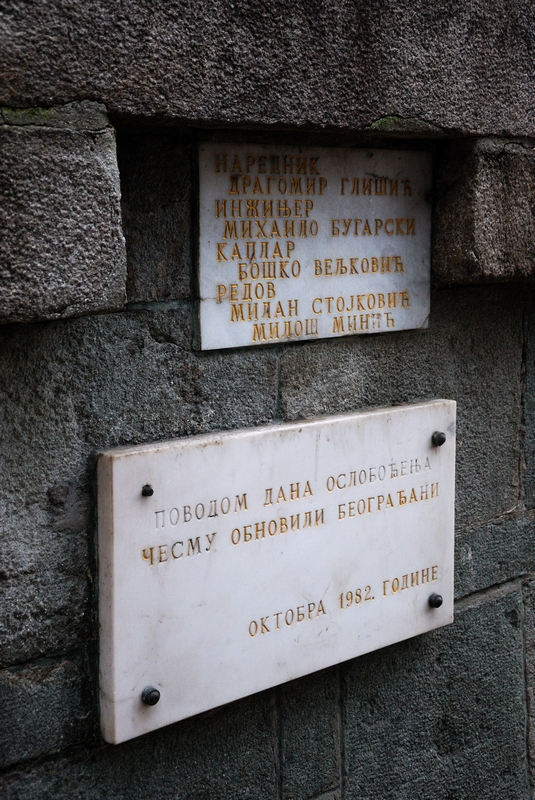 НАРЕДНИК
ДРАГОМИР ГЛИШИЋ
ИНЖИЊЕР
МИХАИЛО БУГАРСКИ
КАПЛАР
БОШКО ВЕЉКОВИЋ
РЕДОВ
МИЛАН СТОЈКОВИЋ
МИЛОШ МИНИЋ
ПОВОДОМ ДАНА ОСЛОБОЂЕЊА
ЧЕСМУ ОБНОВИЛИ БЕОГРАЂАНИ
ОКТОБРА 1982. ГОДИНЕ